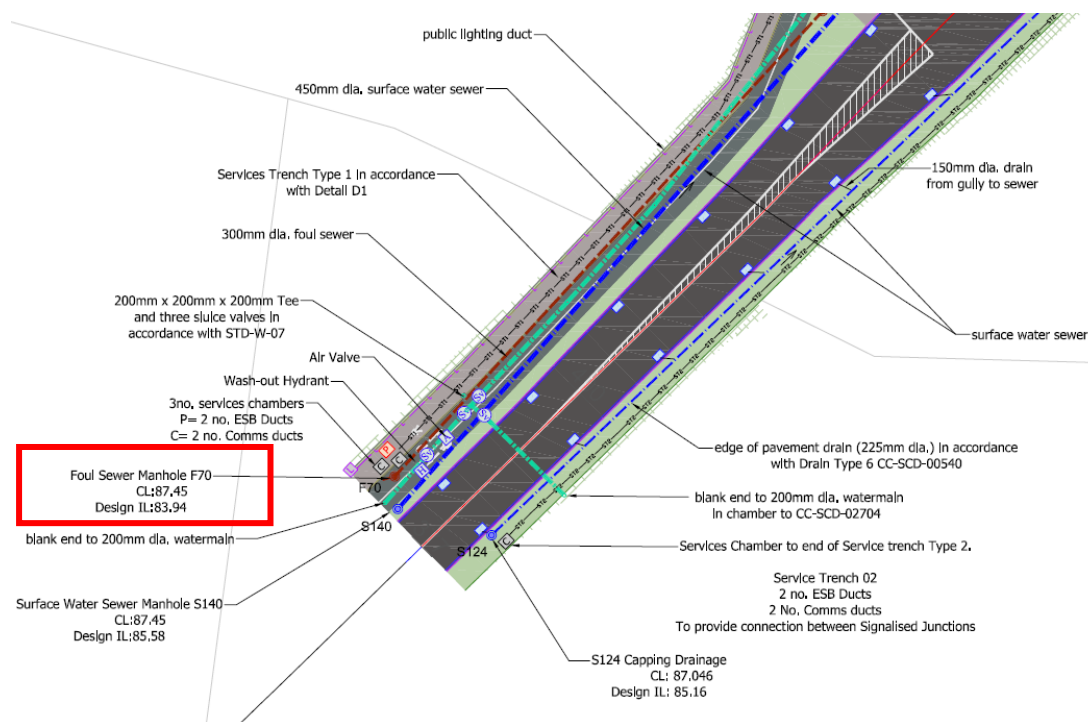 public lighting duct
450mm dia. surface water sewer
Services Trench Type 1 in accordance
with Detail D1
150mm dia. drain
from gully to sewer
300mm dia. foul sewer
200mm x 200mm x 200mm Tee
and three sluice valves in
accordance with STD-W-07
surface water sewer
Air Valve
Wash-out Hydrant
3no. services chambers
P= 2 no. ESB Ducts
C= 2 no. Comms ducts
edge of pavement drain (225mm dia.) in accordance
with Drain Type 6 CC-SCD-00540
Foul Sewer Manhole F70
CL:87.45
Design IL:83.94
F70
blank end to 200mm dia. watermain
in chamber to CC-SCD-02704
S140
blank end to 200mm dia. watermain
S124
Services Chamber to end of Service trench Type 2.
Service Trench 02
2 no. ESB Ducts
2 No. Comms ducts
To provide connection between Signalised Junctions
Surface Water Sewer Manhole S140
CL:87.45
Design IL:85.58
S124 Capping Drainage
CL: 87.046
Design IL: 85.16
P
C
C
C
SV
SV
SV
SV
A
H
L
ST1
ST2